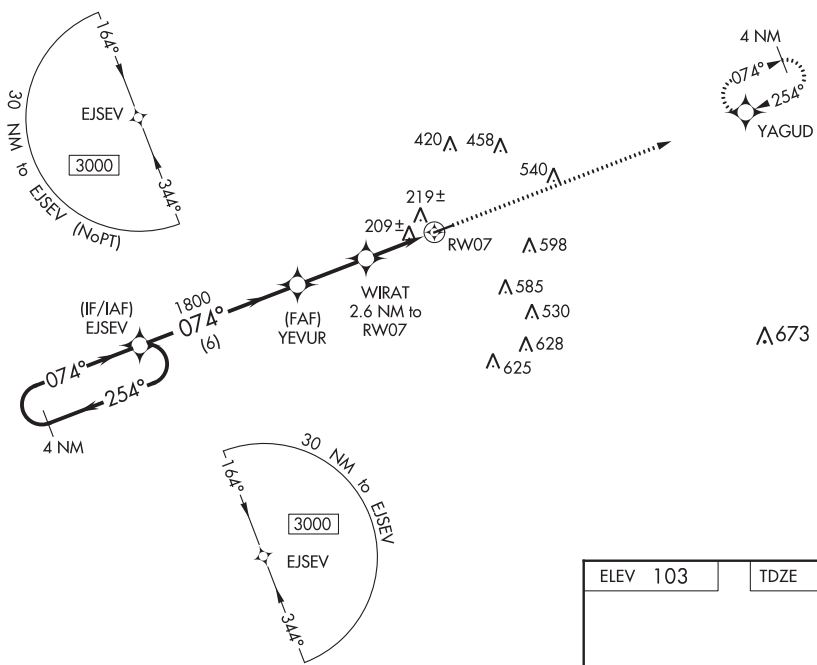 164°
EJSEV
3000
344°
30 NM to EJSEV (NoPT)
4 NM
074°
254°
YAGUD
420
458
540
219±
209±
RW07
598
WIRAT
2.6 NM to
RW07
585
530
(IF/IAF)
EJSEV
1800
074°
(6)
(FAF)
YEVUR
628
625
673
074°
254°
4 NM
30 NM to EJSEV
164°
3000
EJSEV
344°
ELEV 103
TDZE